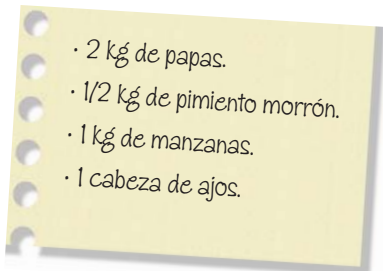 · 2 kg de papas.
· 1/2 kg de pimiento morrón.
· 1 kg de manzanas.
· 1 cabeza de ajos.